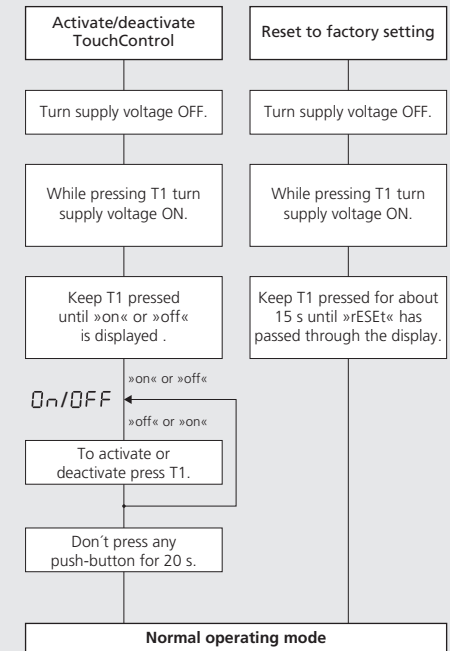 Activate/deactivate
TouchControl
Turn supply voltage OFF.
While pressing T1 turn
supply voltage ON.
Keep T1 pressed
until »on« or »off«
is displayed .
»on« or »off«
On/OFF
»off« or »on«
To activate or
deactivate press T1.
Don´t press any
push-button for 20 s.
Reset to factory setting
Turn supply voltage OFF.
While pressing T1 turn
supply voltage ON.
Keep T1 pressed for about
15 s until »rESEt« has
passed through the display.
Normal operating mode